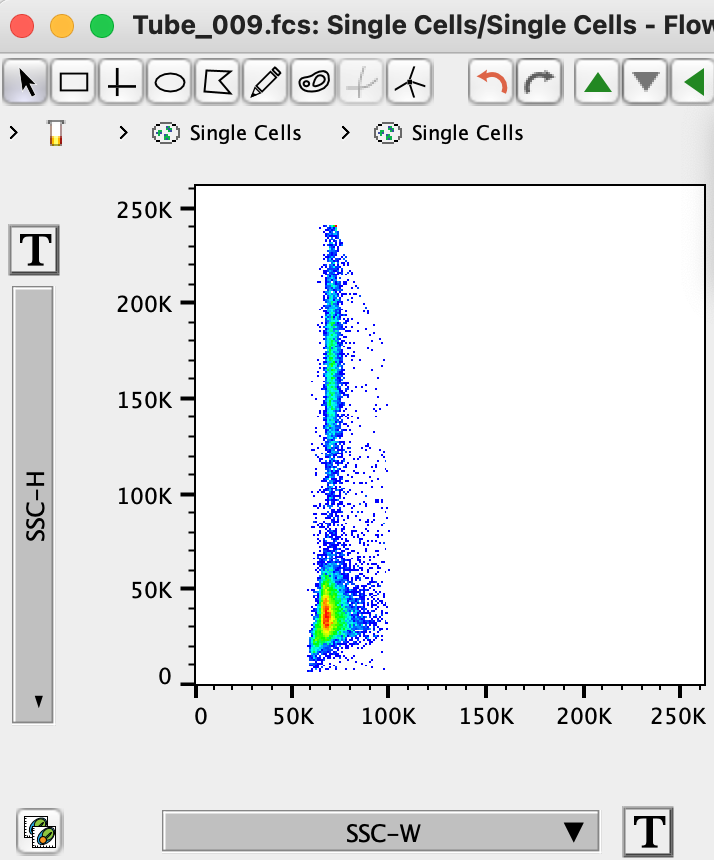 Tube_009.fcs: Single Cells/Single Cells - Flow
Single Cells
Single Cells
T
250K
200K
150K
100K
50K
0
SSC-H
0 50K 100K 150K 200K 250K
SSC-W
T